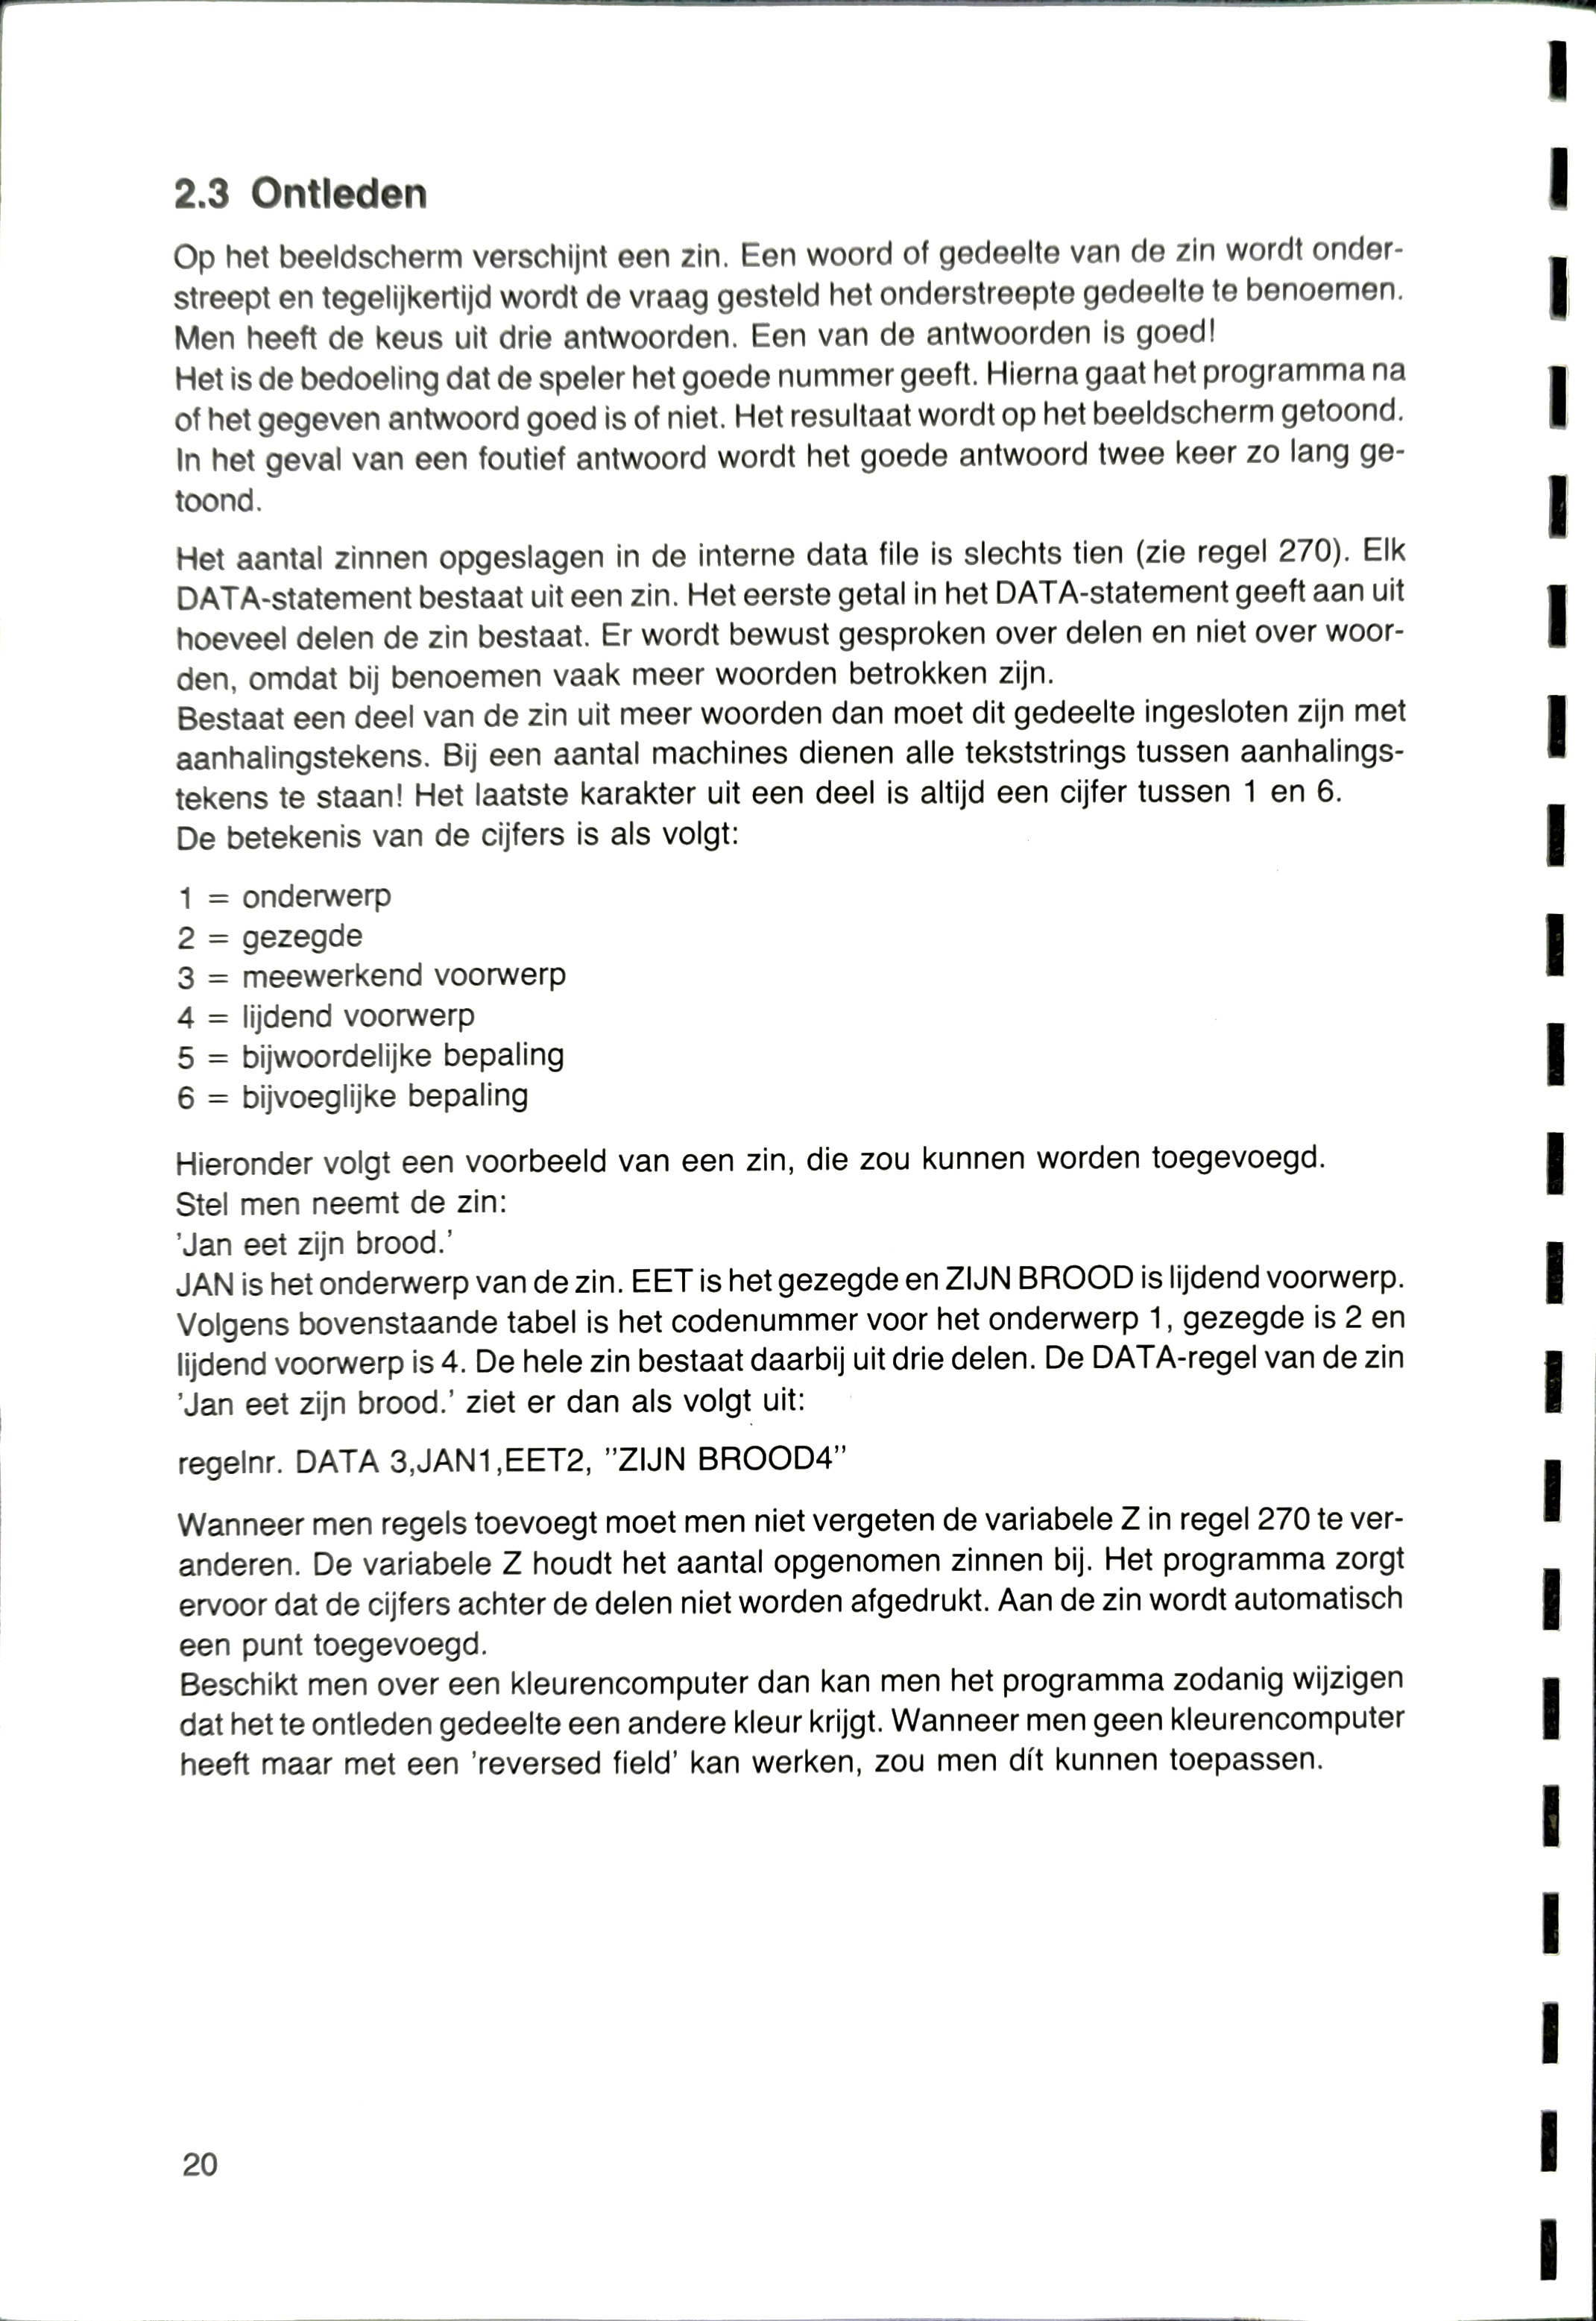 2.3 Ontleden
Op het beeldscherm verschijnt een zin. Een woord of gedeelte van de zin wordt onder-
streept en tegelijkertijd wordt de vraag gesteld het onderstreepte gedeelte te benoemen.
Men heeft de keus uit drie antwoorden. Een van de antwoorden is goed!
Het is de bedoeling dat de speler het goede nummer geeft. Hierna gaat het programma na
of het gegeven antwoord goed is of niet. Het resultaat wordt op het beeldscherm getoond.
In het geval van een foutief antwoord wordt het goede antwoord twee keer zo lang ge-
toond.
Het aantal zinnen opgeslagen in de interne data file is slechts tien (zie regel 270). Elk
DATA-statement bestaat uit een zin. Het eerste getal in het DATA-statement geeft aan uit
hoeveel delen de zin bestaat. Er wordt bewust gesproken over delen en niet over woor-
den, omdat bij benoemen vaak meer woorden betrokken zijn.
Bestaat een deel van de zin uit meer woorden dan moet dit gedeelte ingesloten zijn met
aanhalingstekens. Bij een aantal machines dienen alle tekststrings tussen aanhalings-
tekens te staan! Het laatste karakter uit een deel is altijd een cijfer tussen 1 en 6.
De betekenis van de cijfers is als volgt:
1 = onderwerp
2 = gezegde
3 = meewerkend voorwerp
4 = lijdend voorwerp
5 = bijwoordelijke bepaling
6 = bijvoeglijke bepaling
Hieronder volgt een voorbeeld van een zin, die zou kunnen worden toegevoegd.
Stel men neemt de zin:
'Jan eet zijn brood.'
JAN is het onderwerp van de zin. EET is het gezegde en ZIJN BROOD is lijdend voorwerp.
Volgens bovenstaande tabel is het codenummer voor het onderwerp 1, gezegde is 2 en
lijdend voorwerp is 4. De hele zin bestaat daarbij uit drie delen. De DATA-regel van de zin
'Jan eet zijn brood.' ziet er dan als volgt uit:
regelnr. DATA 3,JAN1,EET2, "ZIJN BROOD4"
Wanneer men regels toevoegt moet men niet vergeten de variabele Z in regel 270 te ver-
anderen. De variabele Z houdt het aantal opgenomen zinnen bij. Het programma zorgt
ervoor dat de cijfers achter de delen niet worden afgedrukt. Aan de zin wordt automatisch
een punt toegevoegd.
Beschikt men over een kleurencomputer dan kan men het programma zodanig wijzigen
dat het te ontleden gedeelte een andere kleur krijgt. Wanneer men geen kleurencomputer
heeft maar met een 'reversed field' kan werken, zou men dít kunnen toepassen.
20